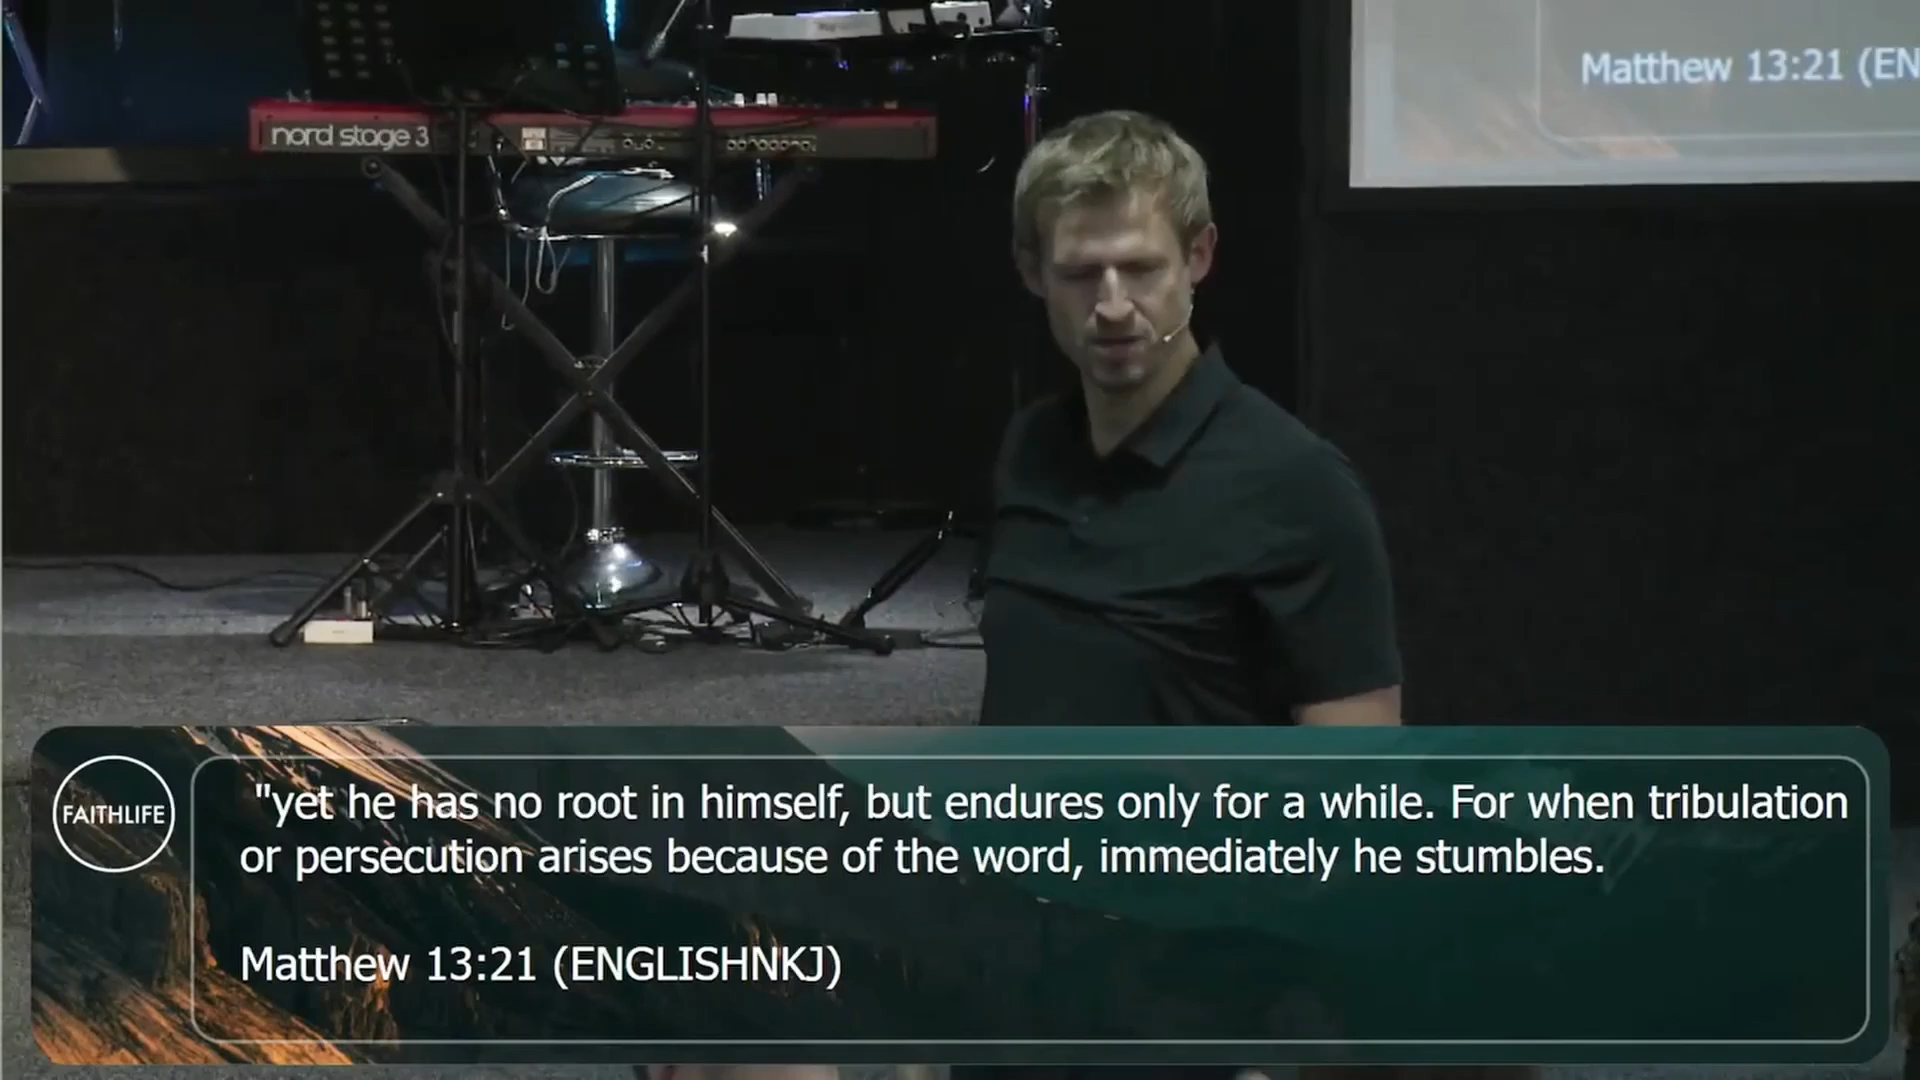 Matthew 13:21 (EN
nord stage 3
FAITHLIFE
"yet he has no root in himself, but endures only for a while. For when tribulation
or persecution arises because of the word, immediately he stumbles.
Matthew 13:21 (ENGLISHNKJ)